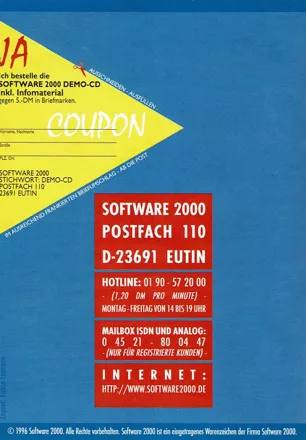 JA
ich bestelle die
SOFTWARE 2000 DEMO-CD
inkl. Infomaterial
gegen 5,-DM in Briefmarken.
AUSSCHNEIDEN - AUSFÜLLEN -
COUPON
Vorname, Nachname
Straße
PLZ, Ort
SOFTWARE 2000
STICHWORT: DEMO-CD
POSTFACH 110
23691 EUTIN
IM AUSREICHEND FRANKIERTEN BRIEFUMSCHLAG - AB DIE POST
SOFTWARE 2000
POSTFACH 110
D-23691 EUTIN
HOTLINE: 01 90 - 57 20 00
- (1,20 DM PRO MINUTE) -
MONTAG - FREITAG VON 14 BIS 19 UHR
MAILBOX ISDN UND ANALOG:
0 45 21 - 80 04 47
- (NUR FÜR REGISTRIERTE KUNDEN) -
INTERNET:
HTTP://WWW.SOFTWARE2000.DE
© 1996 Software 2000. Alle Rechte vorbehalten. Software 2000 ist ein eingetragenes Warenzeichen der Firma Software 2000.